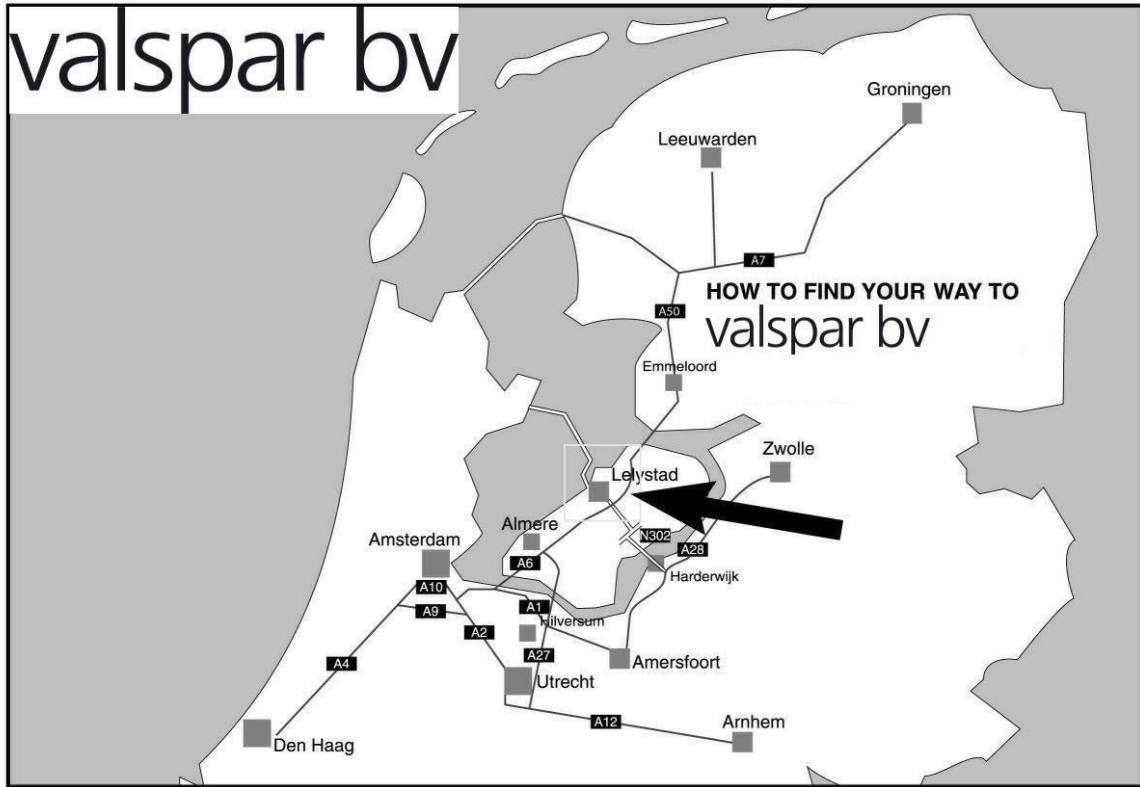 valspar bv
Groningen
Leeuwarden
A7
HOW TO FIND YOUR WAY TO
valspar bv
A50
Emmeloord
Zwolle
Lelystad
Almere
N302
Amsterdam
A28
A6
Harderwijk
A10
A9
A1
Hilversum
A2
A27
A4
Amersfoort
Utrecht
A12
Arnhem
Den Haag